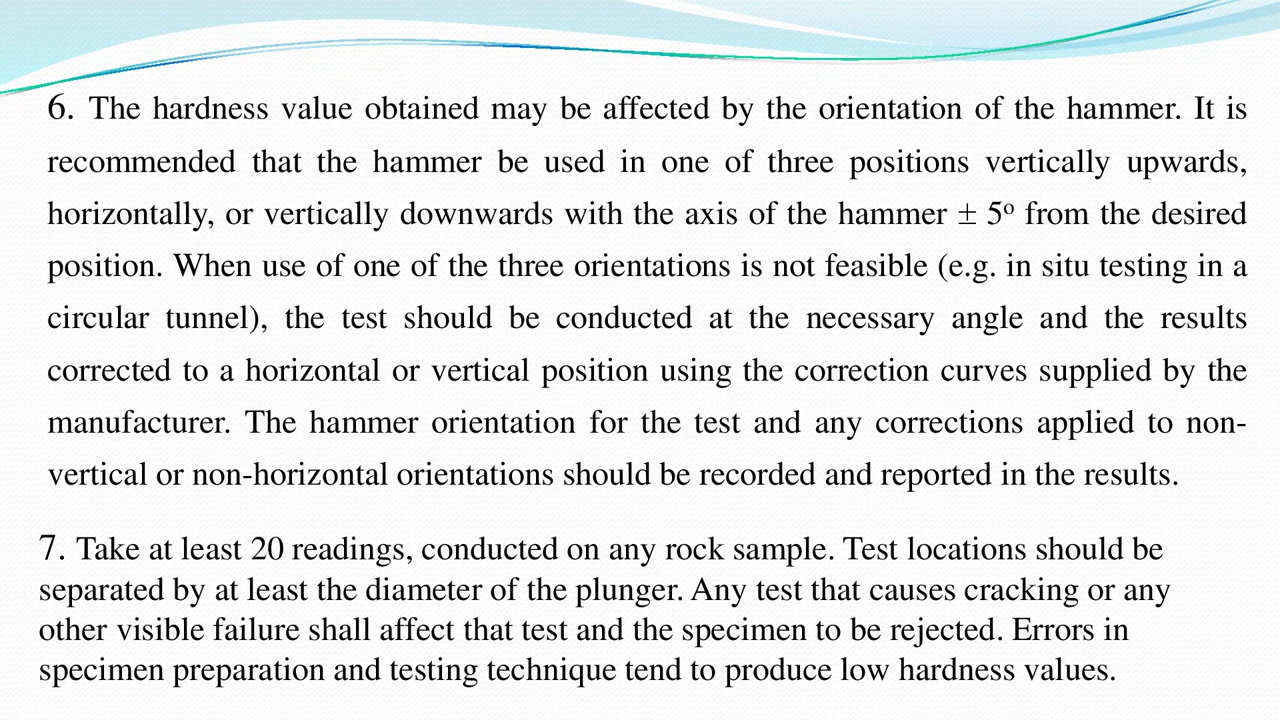 6. The hardness value obtained may be affected by the orientation of the hammer. It is
recommended that the hammer be used in one of three positions vertically upwards,
horizontally, or vertically downwards with the axis of the hammer ± 5º from the desired
position. When use of one of the three orientations is not feasible (e.g. in situ testing in a
circular tunnel), the test should be conducted at the necessary angle and the results
corrected to a horizontal or vertical position using the correction curves supplied by the
manufacturer. The hammer orientation for the test and any corrections applied to non-
vertical or non-horizontal orientations should be recorded and reported in the results.
7. Take at least 20 readings, conducted on any rock sample. Test locations should be
separated by at least the diameter of the plunger. Any test that causes cracking or any
other visible failure shall affect that test and the specimen to be rejected. Errors in
specimen preparation and testing technique tend to produce low hardness values.